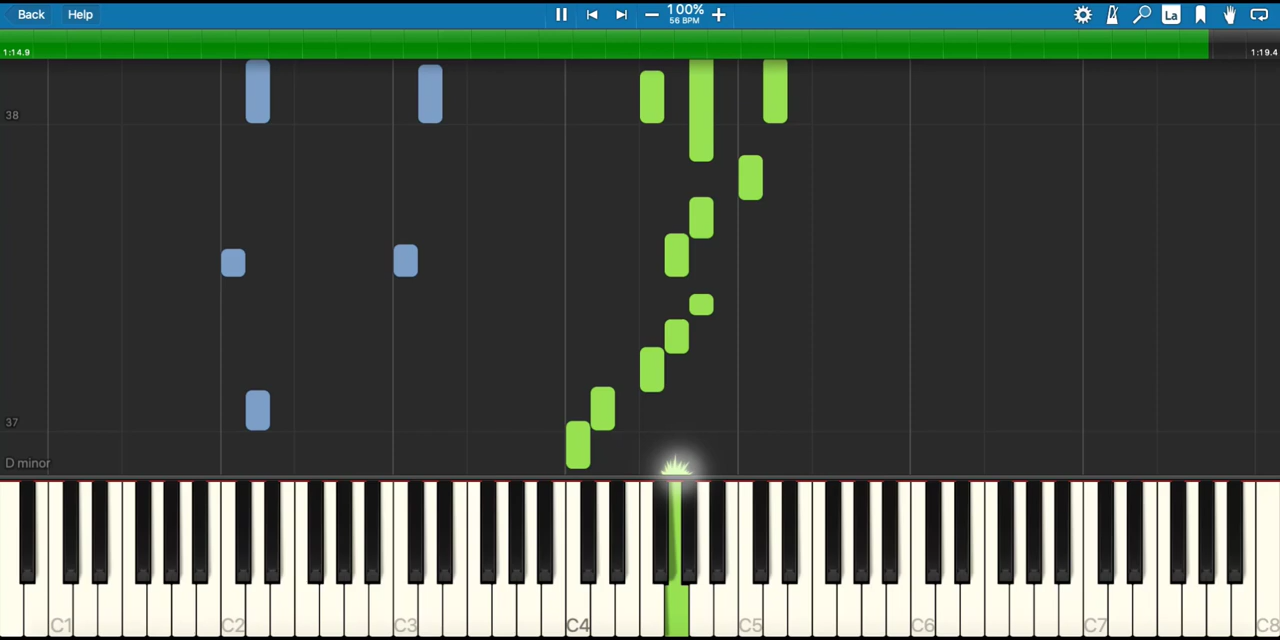 Back Help 100% La
56 BPM
1:14.9 1:19.4
38
37
D minor
C1 C2 C3 C4 C5 C6 C7 C8